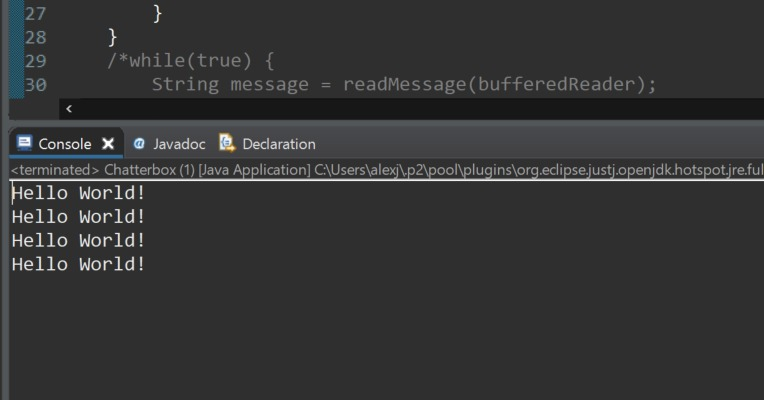 27 }
28 }
29 /*while(true) {
30 String message = readMessage(bufferedReader);
<
Console Javadoc Declaration
<terminated> Chatterbox (1) [Java Application] C:\Users\alexj\.p2\pool\plugins\org.eclipse.justj.openjdk.hotspot.jre.ful
Hello World!
Hello World!
Hello World!
Hello World!